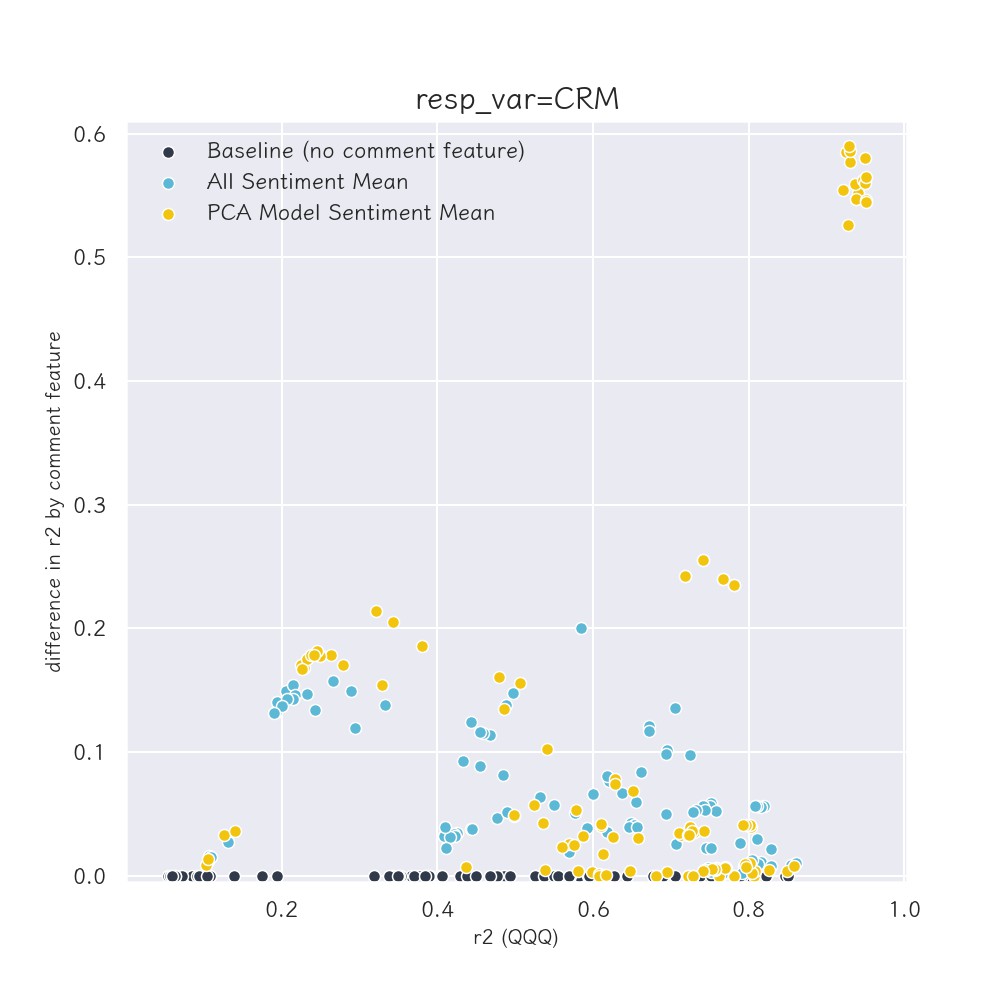 resp_var=CRM
Baseline (no comment feature)
All Sentiment Mean
PCA Model Sentiment Mean
difference in r2 by comment feature
0.6
0.5
0.4
0.3
0.2
0.1
0.0
0.2
0.4
0.6
0.8
1.0
r2 (QQQ)